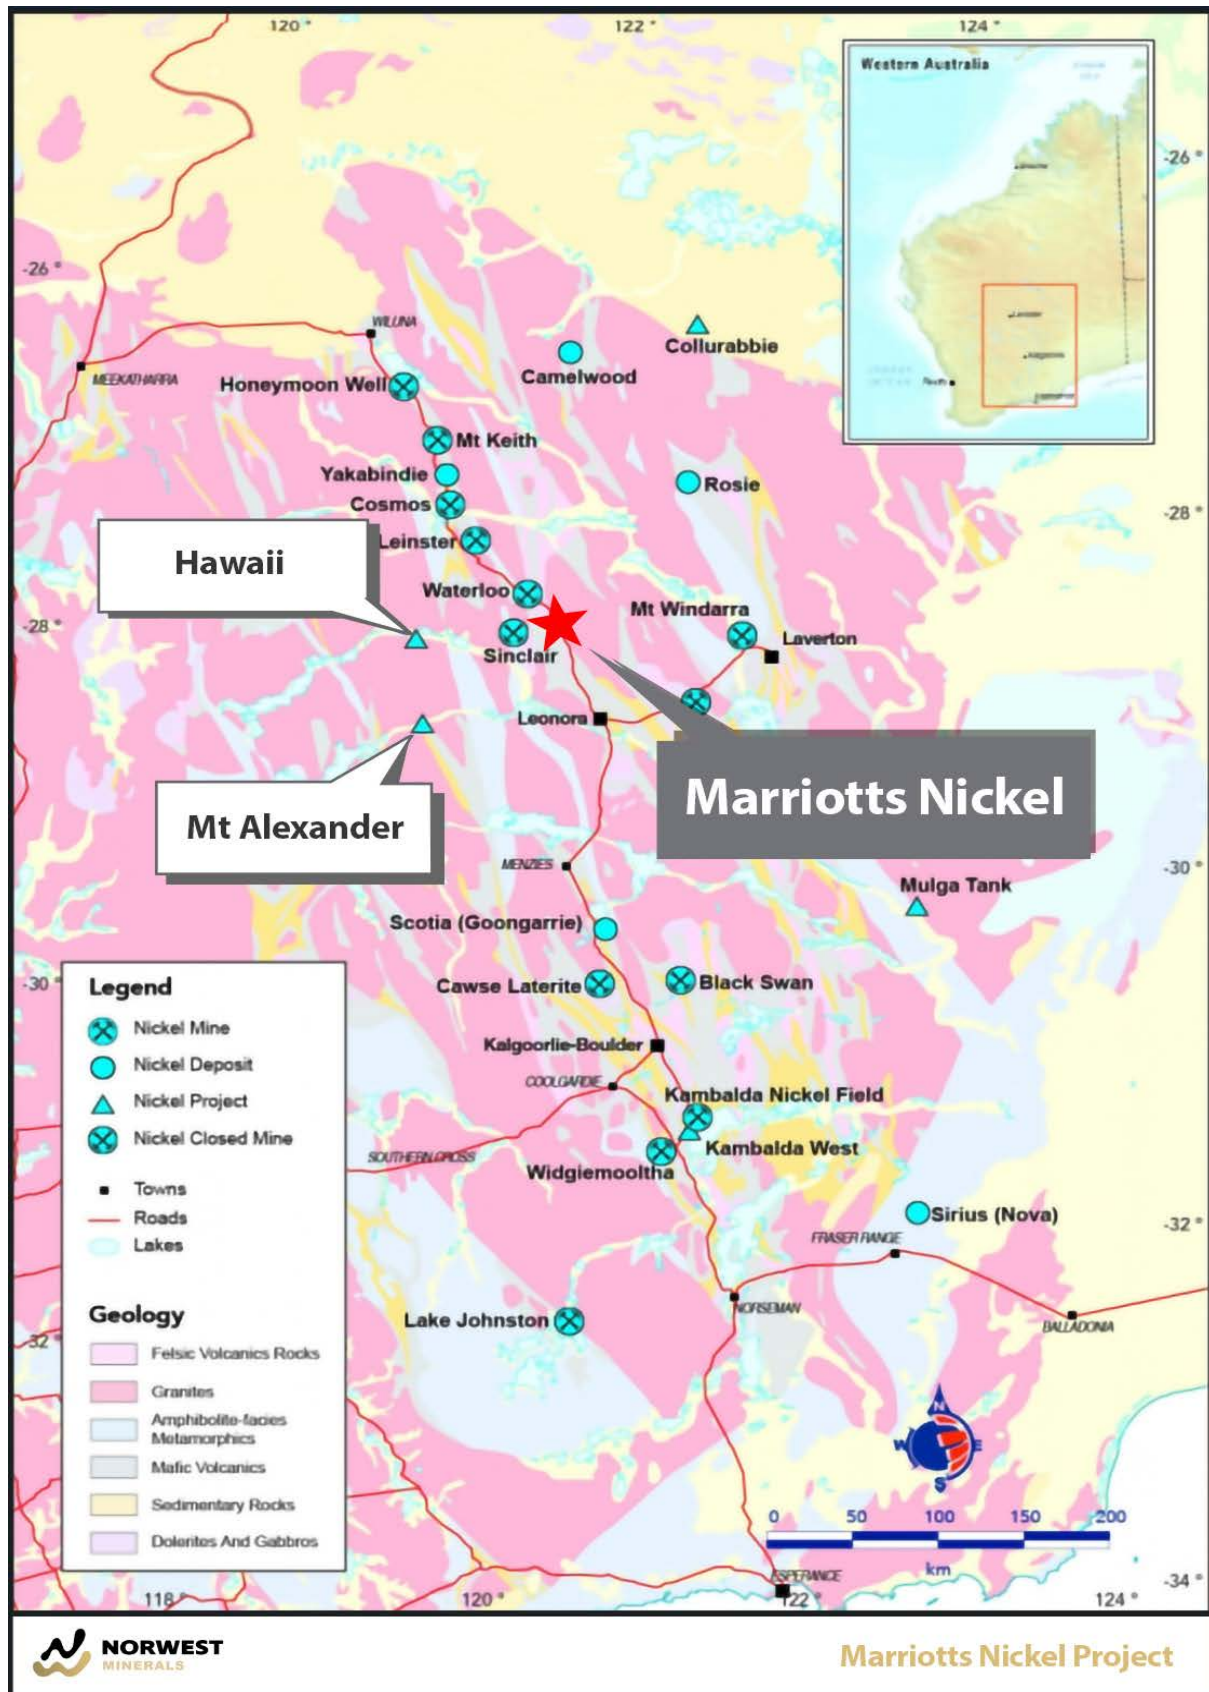 120 °
122 °
124 °
Western Australia
-26 °
-26 °
WILUNA
MEEKATHARRA
Collurabbie
Camelwood
Honeymoon Well
Mt Keith
Yakabindie
Rosie
Cosmos
-28 °
Leinster
Hawaii
Waterloo
Mt Windarra
-28 °
Laverton
Sinclair
Leonora
Marriotts Nickel
Mt Alexander
MENZIES
-30 °
Mulga Tank
Scotia (Goongarrie)
-30 °
Cawse Laterite
Black Swan
Kalgoorlie-Boulder
COOLGARDIE
Kambalda Nickel Field
Kambalda West
SOUTHERN CROSS
Widgiemooltha
Sirius (Nova)
-32 °
FRASER RANGE
NORSEMAN
Lake Johnston
BALLADONIA
32 °
Legend
Nickel Mine
Nickel Deposit
Nickel Project
Nickel Closed Mine
Towns
Roads
Lakes
Geology
Felsic Volcanics Rocks
Granites
Amphibolite-facies
Metamorphics
Mafic Volcanics
Sedimentary Rocks
Dolerites And Gabbros
N
W E
S
0 50 100 150 200
km
ESPERANCE
-34 °
118 °
120 °
122 °
124 °
Perth
NORWEST
MINERALS
Marriotts Nickel Project